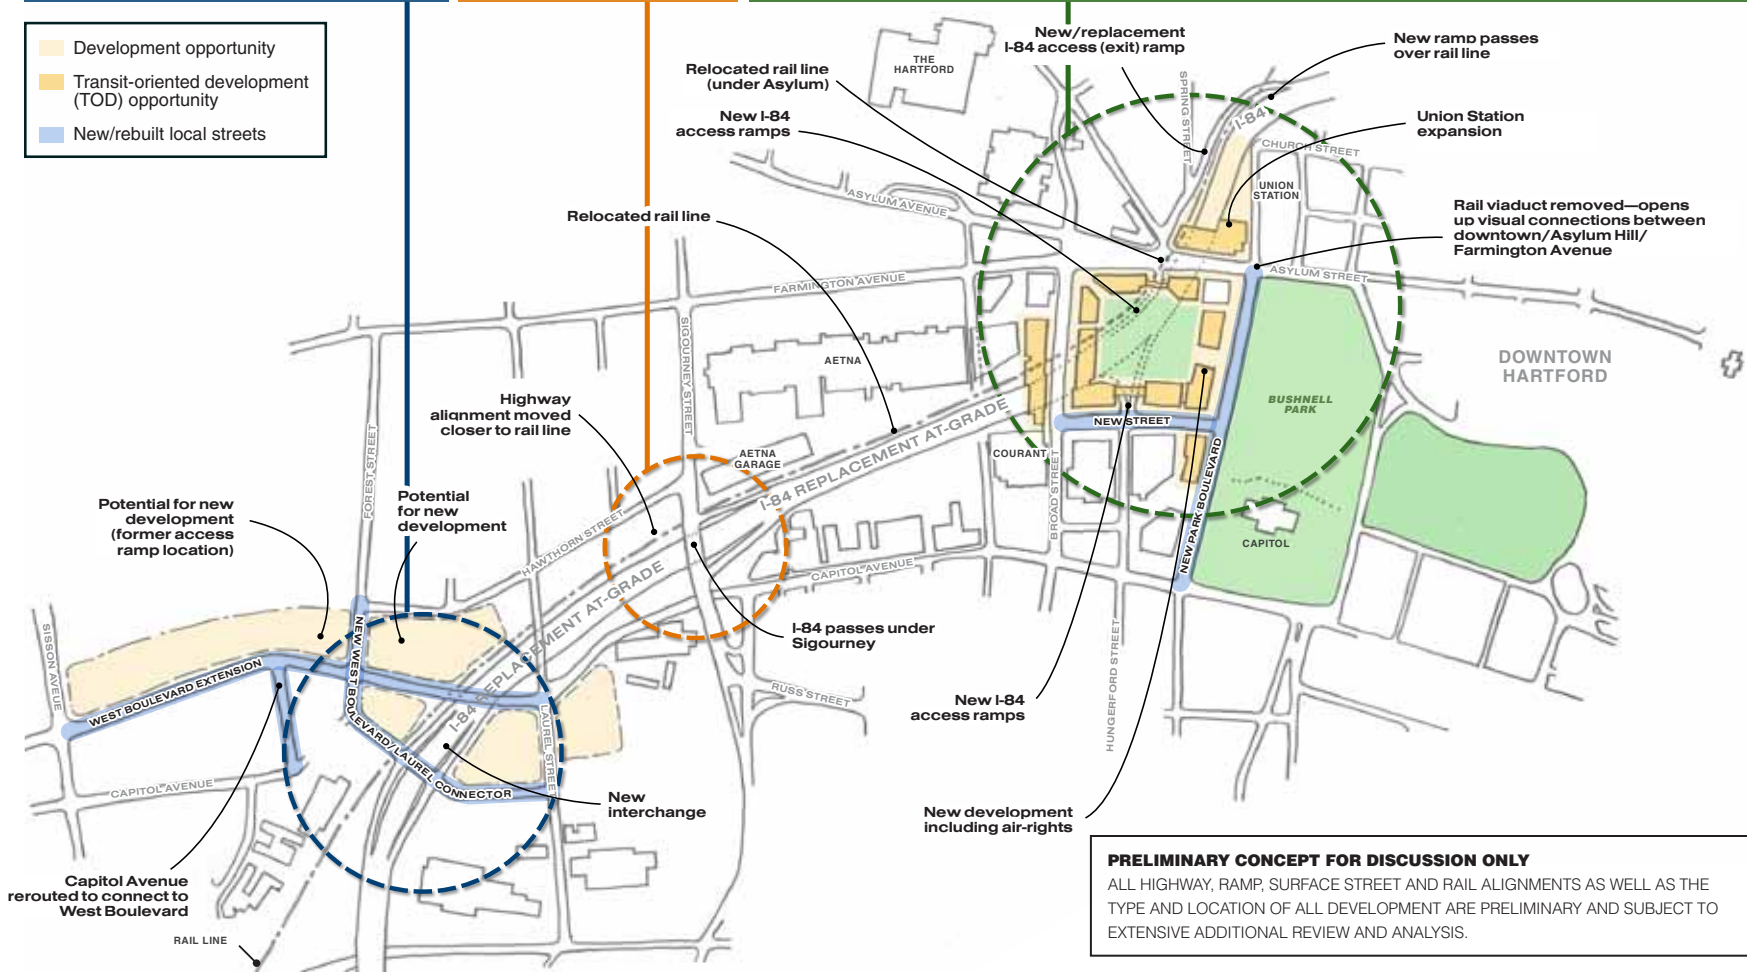 Development opportunity
Transit-oriented development
(TOD) opportunity
New/rebuilt local streets
THE
HARTFORD
New/replacement
I-84 access (exit) ramp
New ramp passes
over rail line
Relocated rail line
(under Asylum)
New I-84
access ramps
SPRING STREET
I-84
Union Station
expansion
CHURCH STREET
UNION
STATION
ASYLUM AVENUE
Relocated rail line
Rail viaduct removed—opens
up visual connections between
downtown/Asylum Hill/
Farmington Avenue
ASYLUM STREET
FARMINGTON AVENUE
SIGOURNEY STREET
AETNA
DOWNTOWN
HARTFORD
BUSHNELL
PARK
Highway
alignment moved
closer to rail line
NEW STREET
I-84 REPLACEMENT AT-GRADE
FOREST STREET
AETNA
GARAGE
COURANT
BROAD STREET
NEW PARK BOULEVARD
Potential for new
development
(former access
ramp location)
Potential
for new
development
HAWTHORN STREET
CAPITOL
CAPITOL AVENUE
I-84 REPLACEMENT AT-GRADE
SISSON AVEUE
NEW WEST BOULEVARD/LAUREL CONNECTOR
I-84 passes under
Sigourney
WEST BOULEVARD EXTENSION
HUNGERFORD STREET
RUSS STREET
LAUREL STREET
New I-84
access ramps
CAPITOL AVENUE
New
interchange
New development
including air-rights
Capitol Avenue
rerouted to connect to
West Boulevard
RAIL LINE
PRELIMINARY CONCEPT FOR DISCUSSION ONLY
ALL HIGHWAY, RAMP, SURFACE STREET AND RAIL ALIGNMENTS AS WELL AS THE
TYPE AND LOCATION OF ALL DEVELOPMENT ARE PRELIMINARY AND SUBJECT TO
EXTENSIVE ADDITIONAL REVIEW AND ANALYSIS.